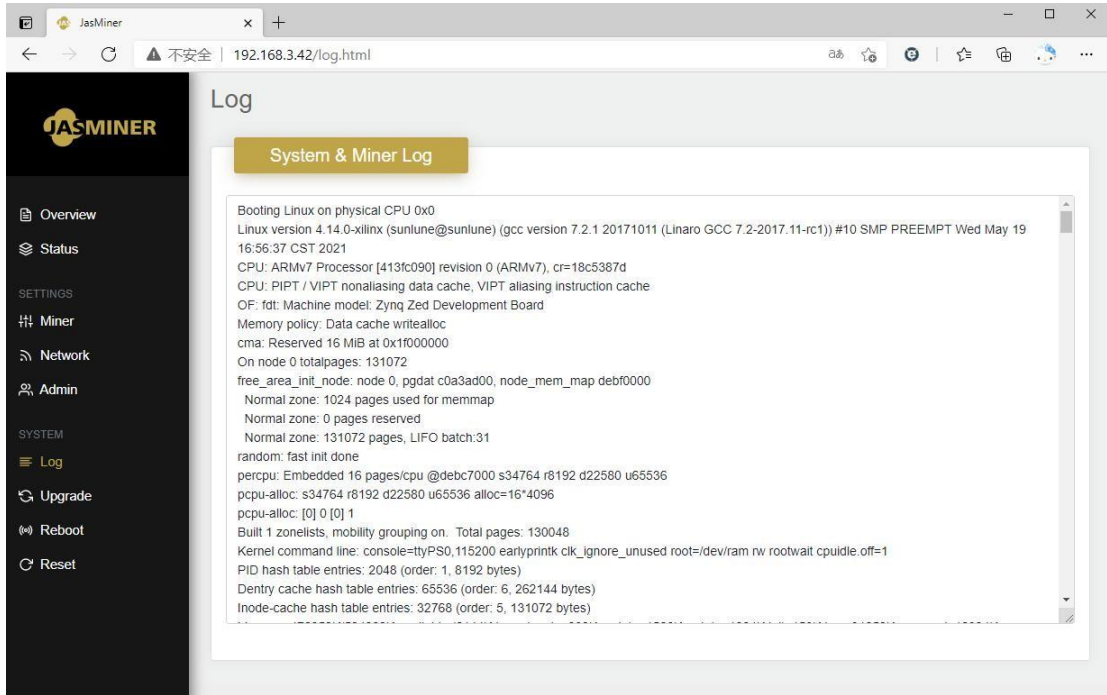 JasMiner
不安全 | 192.168.3.42/log.html
JASMINER
Overview
Status
SETTINGS
Miner
Network
Admin
SYSTEM
Log
Upgrade
Reboot
Reset
Log
System & Miner Log
Booting Linux on physical CPU 0x0
Linux version 4.14.0-xilinx (sunlune@sunlune) (gcc version 7.2.1 20171011 (Linaro GCC 7.2-2017.11-rc1)) #10 SMP PREEMPT Wed May 19
16:56:37 CST 2021
CPU: ARMv7 Processor [413fc090] revision 0 (ARMv7), cr=18c5387d
CPU: PIPT / VIPT nonaliasing data cache, VIPT aliasing instruction cache
OF: fdt: Machine model: Zynq Zed Development Board
Memory policy: Data cache writealloc
cma: Reserved 16 MiB at 0x1f000000
On node 0 totalpages: 131072
free_area_init_node: node 0, pgdat c0a3ad00, node_mem_map debf0000
Normal zone: 1024 pages used for memmap
Normal zone: 0 pages reserved
Normal zone: 131072 pages, LIFO batch:31
random: fast init done
percpu: Embedded 16 pages/cpu @debc7000 s34764 r8192 d22580 u65536
pcpu-alloc: s34764 r8192 d22580 u65536 alloc=16*4096
pcpu-alloc: [0] 0 [0] 1
Built 1 zonelists, mobility grouping on.  Total pages: 130048
Kernel command line: console=ttyPS0,115200 earlyprintk clk_ignore_unused root=/dev/ram rw rootwait cpuidle.off=1
PID hash table entries: 2048 (order: 1, 8192 bytes)
Dentry cache hash table entries: 65536 (order: 6, 262144 bytes)
Inode-cache hash table entries: 32768 (order: 5, 131072 bytes)